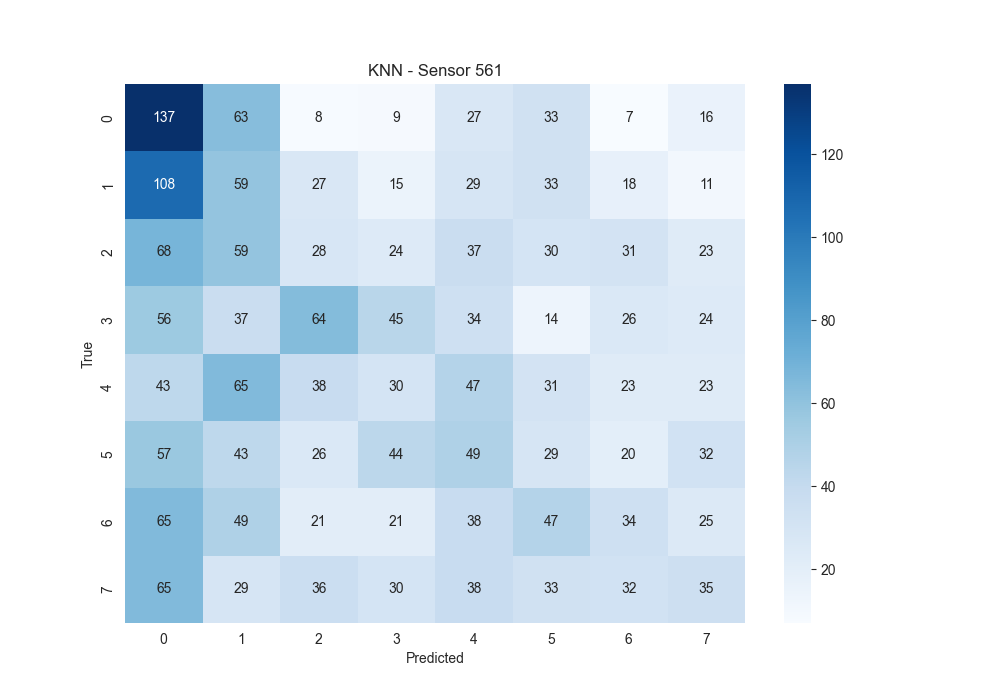 KNN - Sensor 561
True
0 137 63 8 9 27 33 7 16
1 108 59 27 15 29 33 18 11
2 68 59 28 24 37 30 31 23
3 56 37 64 45 34 14 26 24
4 43 65 38 30 47 31 23 23
5 57 43 26 44 49 29 20 32
6 65 49 21 21 38 47 34 25
7 65 29 36 30 38 33 32 35
0 1 2 3 4 5 6 7
Predicted
120
100
80
60
40
20